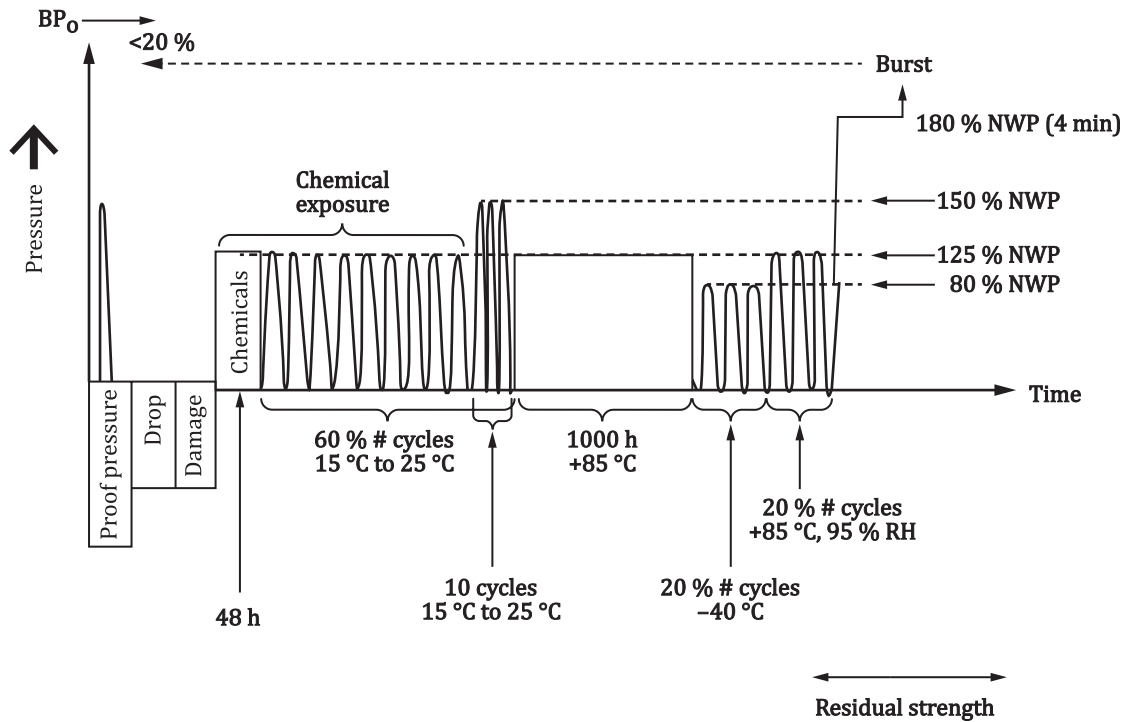 BP₀
<20 %
Burst
180 % NWP (4 min)
Pressure
Chemical
exposure
150 % NWP
125 % NWP
80 % NWP
Chemicals
Time
Proof pressure
Drop
Damage
60 % # cycles
15 °C to 25 °C
1000 h
+85 °C
20 % # cycles
+85 °C, 95 % RH
48 h
10 cycles
15 °C to 25 °C
20 % # cycles
–40 °C
Residual strength